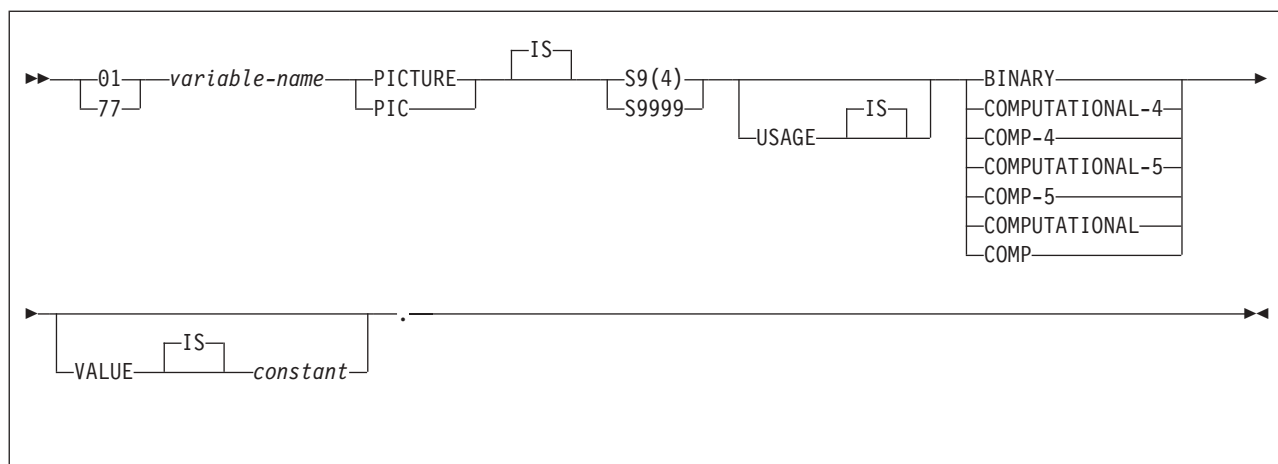 IS IS
01 variable-name PICTURE S9(4) BINARY
77 PIC S9999 IS COMPUTATIONAL-4
USAGE COMP-4
COMPUTATIONAL-5
COMP-5
COMPUTATIONAL
COMP
.
IS
VALUE constant